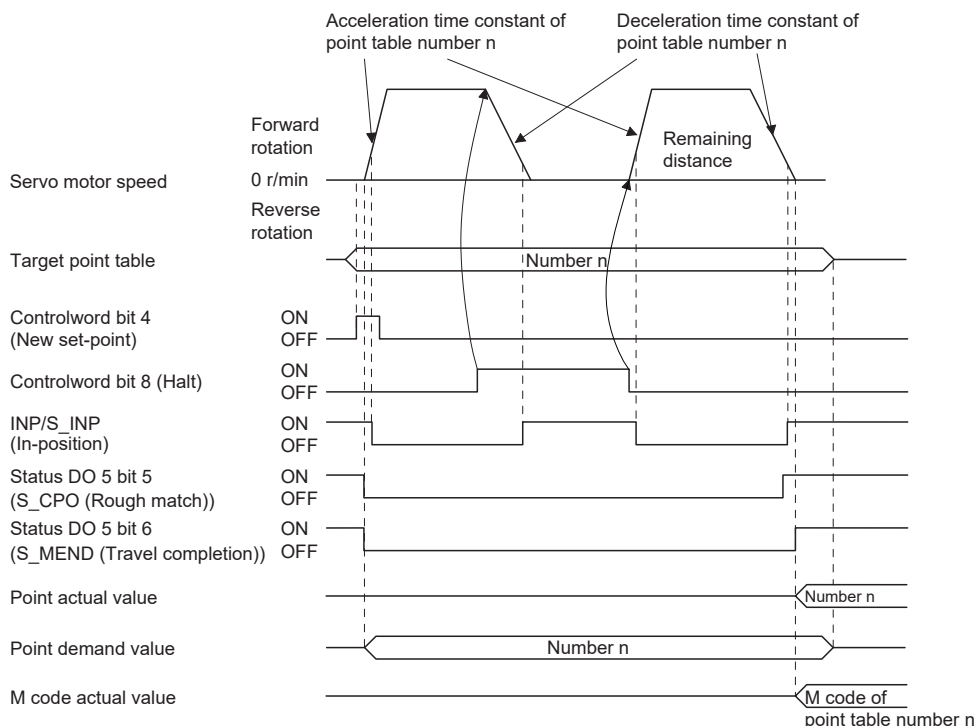 Acceleration time constant of
point table number n
Deceleration time constant of
point table number n
Forward
rotation
Remaining
distance
Servo motor speed
0 r/min
Reverse
rotation
Target point table
Number n
Controlword bit 4
(New set-point)
ON
OFF
Controlword bit 8 (Halt)
ON
OFF
INP/S_INP
(In-position)
ON
OFF
Status DO 5 bit 5
(S_CPO (Rough match))
ON
OFF
Status DO 5 bit 6
(S_MEND (Travel completion))
ON
OFF
Point actual value
Number n
Point demand value
Number n
M code actual value
M code of
point table number n